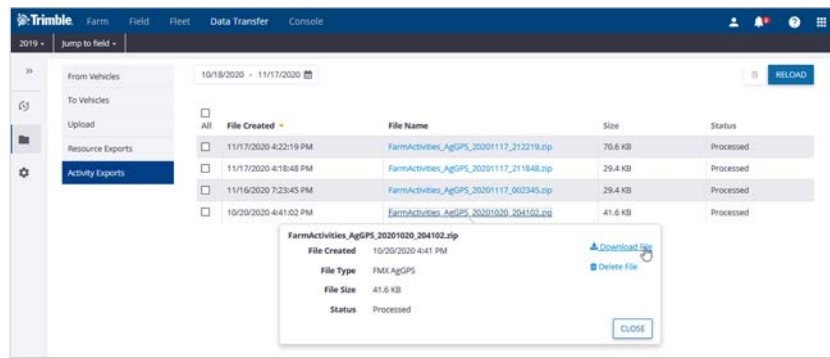 Trimble. Farm Field Fleet Data Transfer Console
2019 Jump to field
From Vehicles
To Vehicles
Upload
Resource Exports
Activity Exports
10/18/2020 - 11/17/2020
RELOAD
All File Created File Name Size Status
11/17/2020 4:22:19 PM FarmActivities_AgGPS_20201117_212219.zip 70.6 KB Processed
11/17/2020 4:18:48 PM FarmActivities_AgGPS_20201117_211848.zip 29.4 KB Processed
11/16/2020 7:23:45 PM FarmActivities_AgGPS_20201117_002345.zip 29.4 KB Processed
10/20/2020 4:41:02 PM FarmActivities_AgGPS_20201020_204102.zip 41.6 KB Processed
FarmActivities_AgGPS_20201020_204102.zip
File Created 10/20/2020 4:41 PM
Download File
File Type FMX AgGPS
Delete File
File Size 41.6 KB
Status Processed
CLOSE